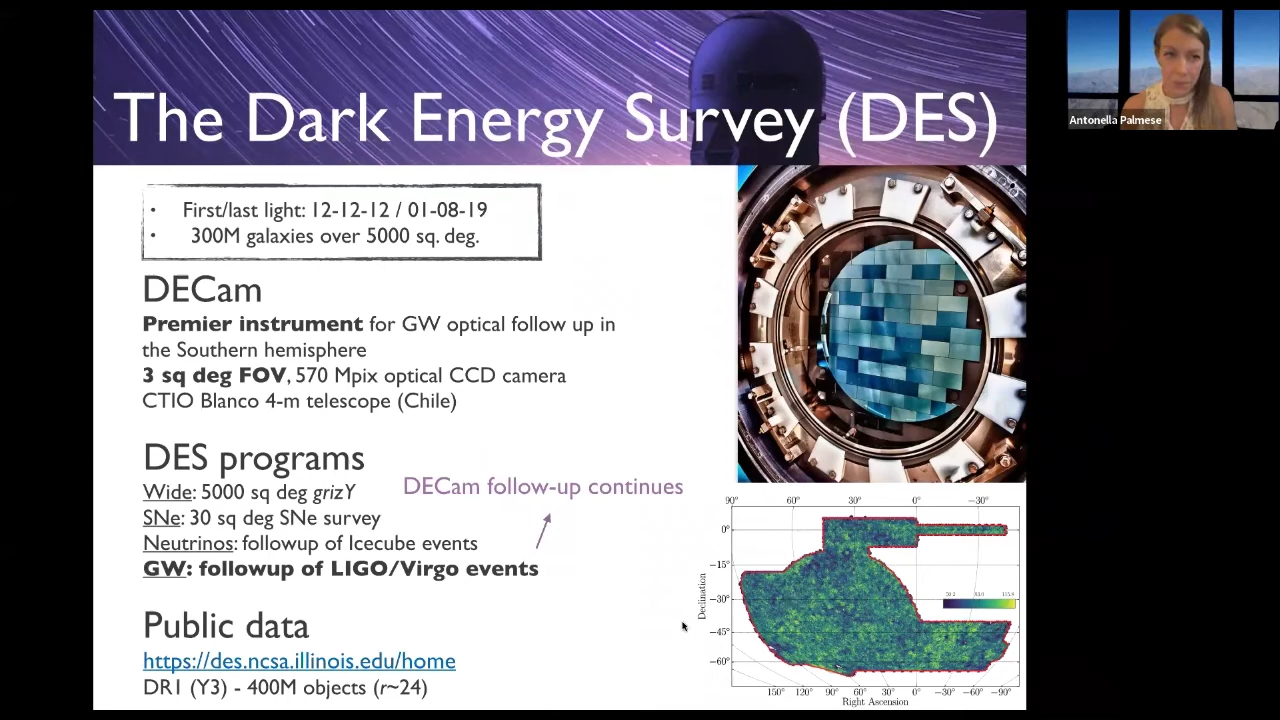 The Dark Energy Survey (DES)
Antonella Palmese
• First/last light: 12-12-12 / 01-08-19
• 300M galaxies over 5000 sq. deg.
DECam
Premier instrument for GW optical follow up in
the Southern hemisphere
3 sq deg FOV, 570 Mpix optical CCD camera
CTIO Blanco 4-m telescope (Chile)
DES programs
Wide: 5000 sq deg grizY
DECam follow-up continues
SNe: 30 sq deg SNe survey
Neutrinos: followup of Icecube events
GW: followup of LIGO/Virgo events
Public data
https://des.ncsa.illinois.edu/home
DR1 (Y3) - 400M objects (r~24)
90° 60° 30° 0° −30°
0°
−15°
−30°
−45°
−60°
Declination
150° 120° 90° 60° 30° 0° −30° −60° −90°
Right Ascension